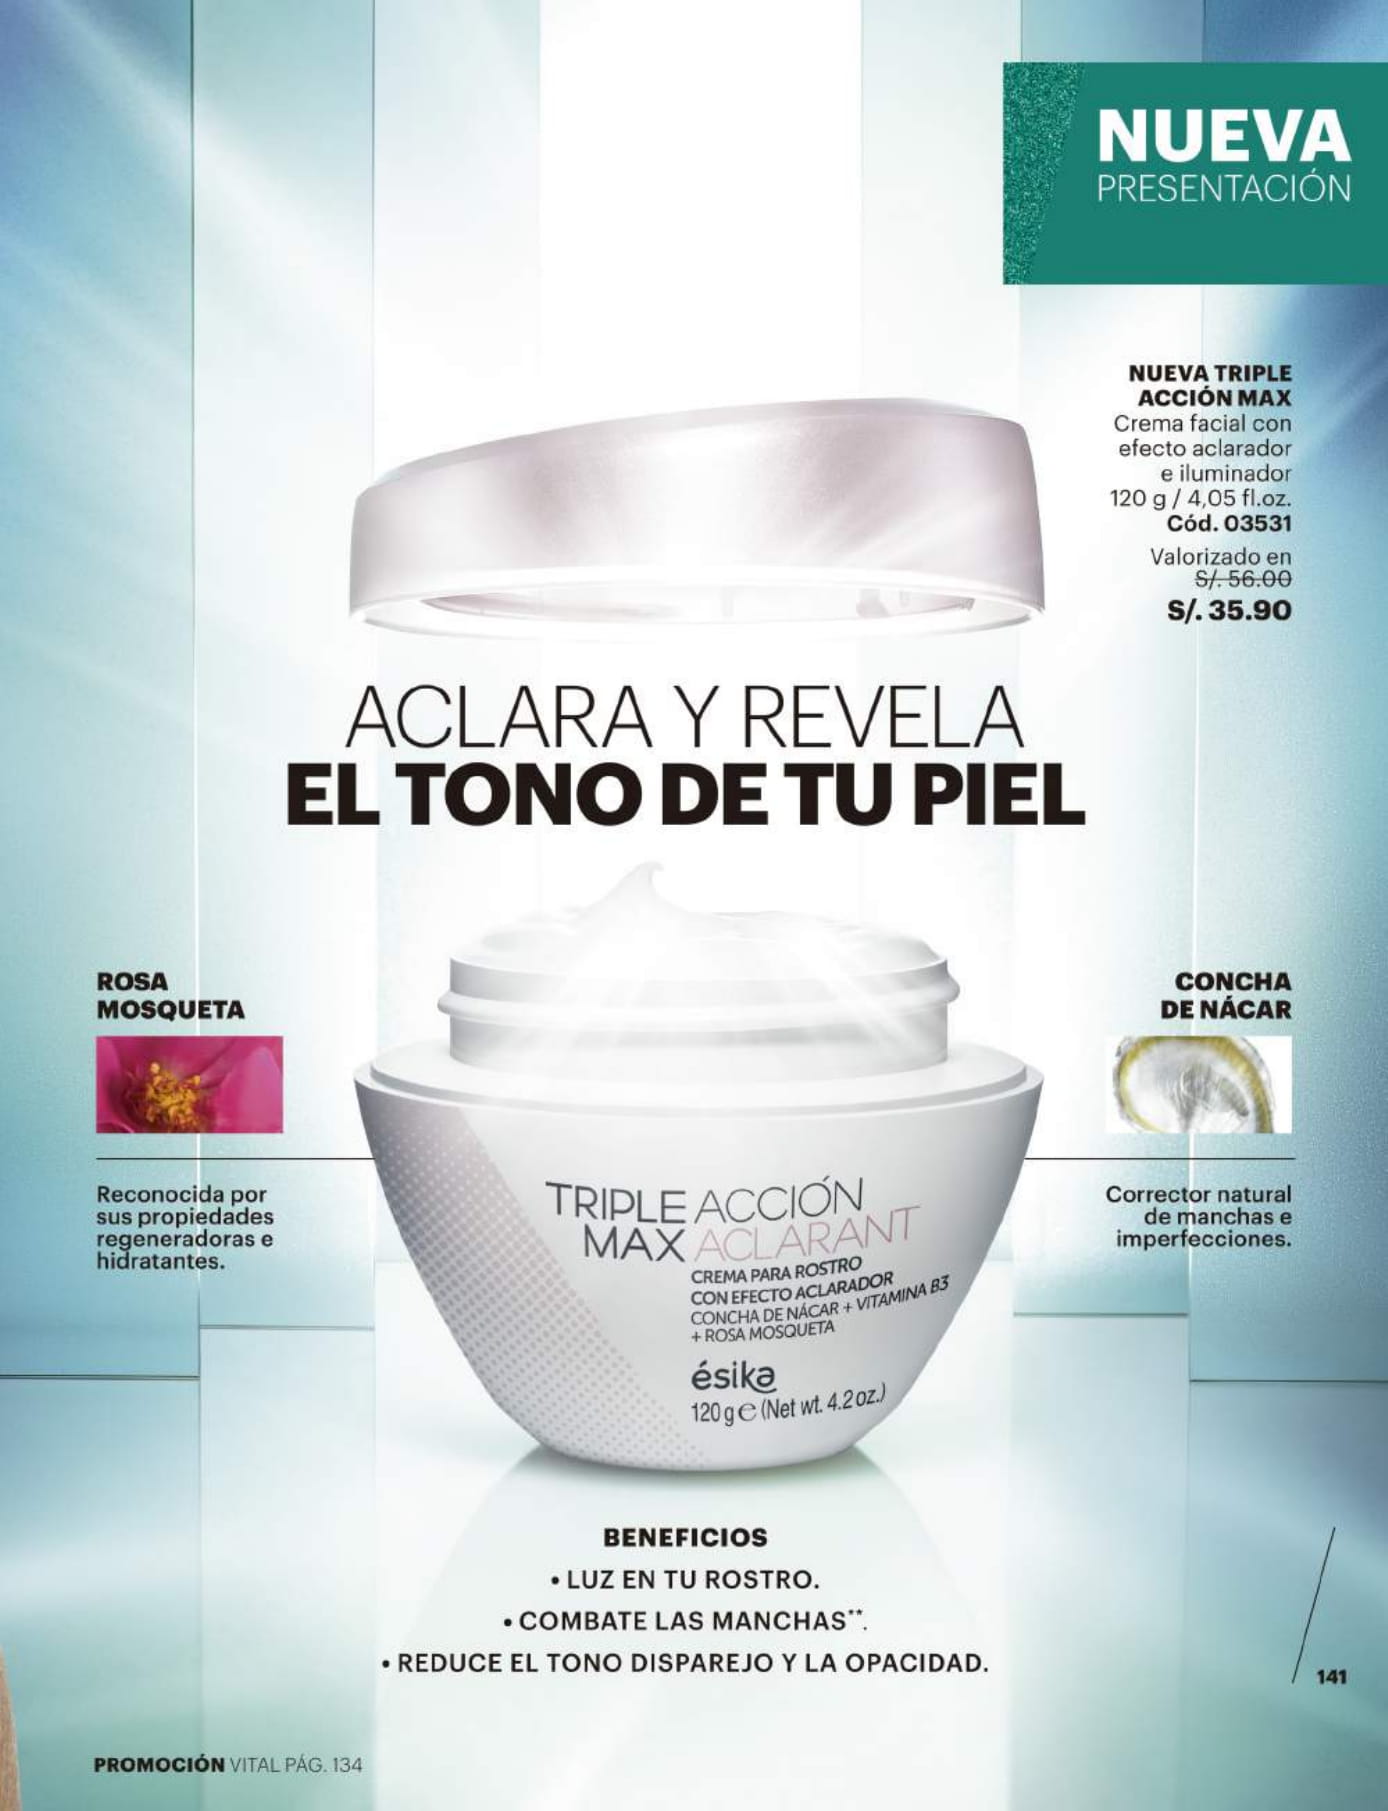 NUEVA
PRESENTACIÓN
NUEVA TRIPLE
ACCIÓN MAX
Crema facial con
efecto aclarador
e iluminador
120 g / 4,05 fl.oz.
Cód. 03531
Valorizado en
S/. 56.00
S/. 35.90
ACLARA Y REVELA
EL TONO DE TU PIEL
ROSA
MOSQUETA
Reconocida por
sus propiedades
regeneradoras e
hidratantes.
CONCHA
DE NÁCAR
Corrector natural
de manchas e
imperfecciones.
TRIPLE ACCIÓN
MAX ACLARANT
CREMA PARA ROSTRO
CON EFECTO ACLARADOR
CONCHA DE NÁCAR + VITAMINA B3
+ ROSA MOSQUETA
ésika
120 g e (Net wt. 4.2 oz.)
BENEFICIOS
• LUZ EN TU ROSTRO.
• COMBATE LAS MANCHAS**.
• REDUCE EL TONO DISPAREJO Y LA OPACIDAD.
141
PROMOCIÓN VITAL PÁG. 134